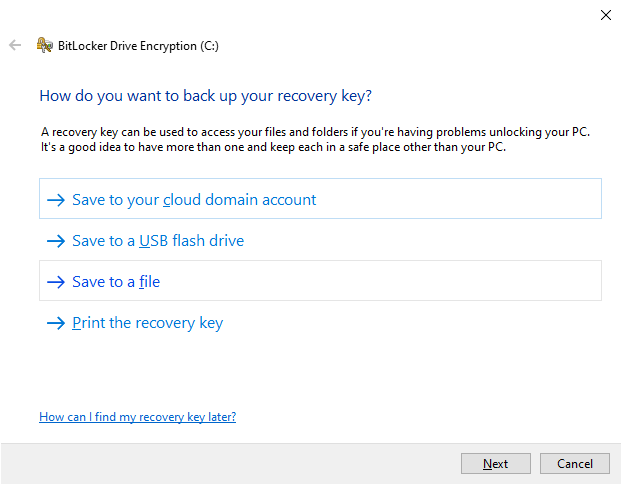 BitLocker Drive Encryption (C:)
How do you want to back up your recovery key?
A recovery key can be used to access your files and folders if you're having problems unlocking your PC.
It's a good idea to have more than one and keep each in a safe place other than your PC.
Save to your cloud domain account
Save to a USB flash drive
Save to a file
Print the recovery key
How can I find my recovery key later?
Next
Cancel